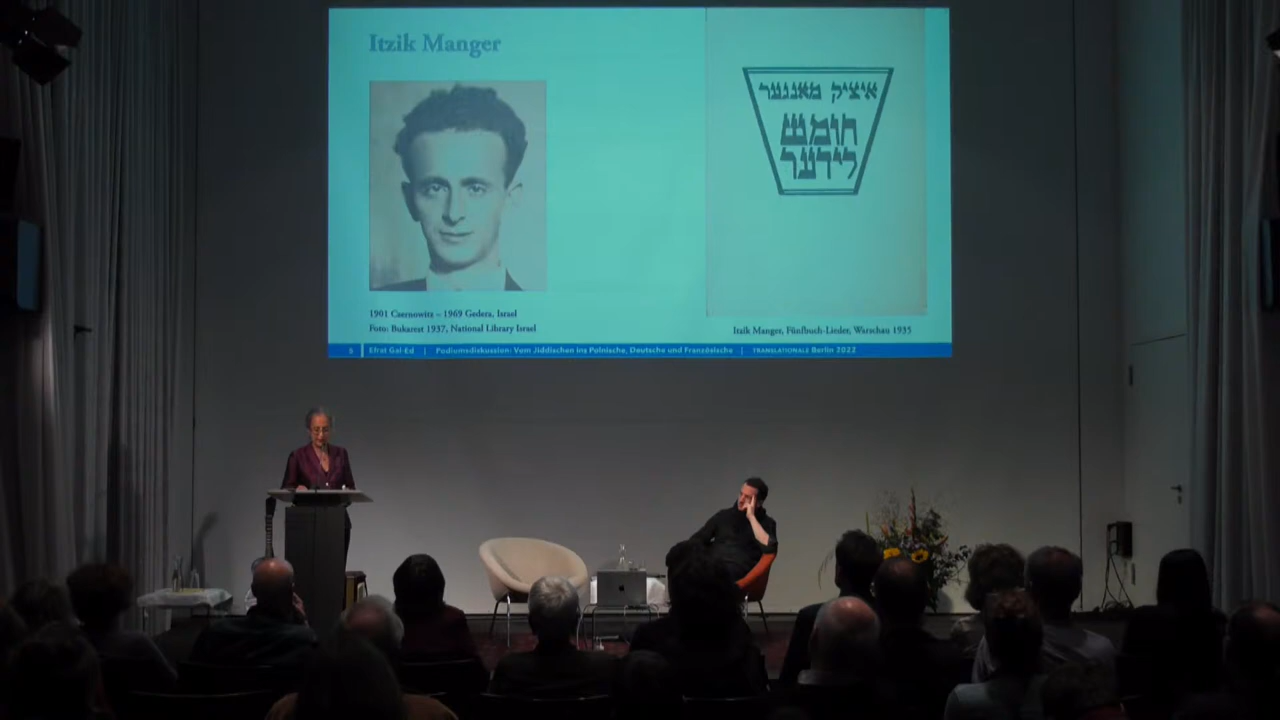 Itzik Manger
1901 Czernowitz – 1969 Gedera, Israel
Foto: Bukarest 1937, National Library Israel
איציק מאנגער
חומש
לידער
Itzik Manger, Fünfbuch-Lieder, Warschau 1935
5 | Efrat Gal-Ed | Podiumsdiskussion: Vom Jiddischen ins Polnische, Deutsche und Französische | TRANSLATIONALE Berlin 2022